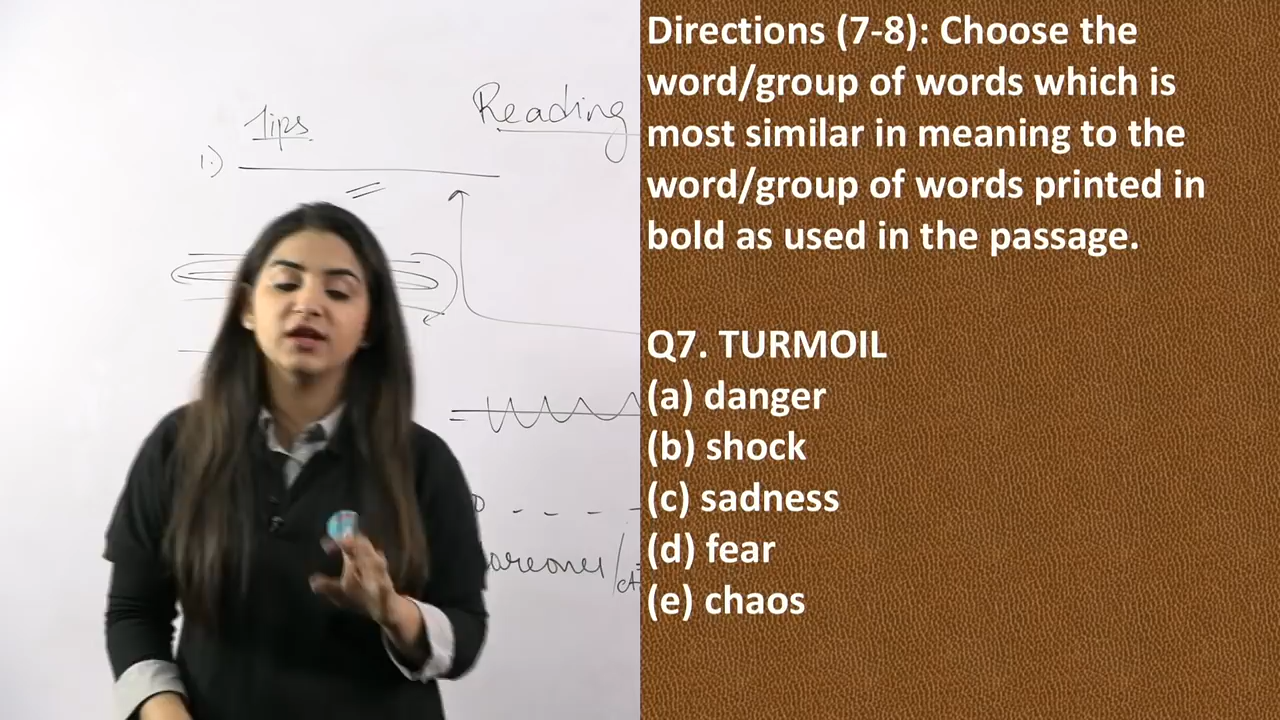 Tips
1.)
Reading
Directions (7-8): Choose the
word/group of words which is
most similar in meaning to the
word/group of words printed in
bold as used in the passage.
Q7. TURMOIL
(a) danger
(b) shock
(c) sadness
(d) fear
(e) chaos